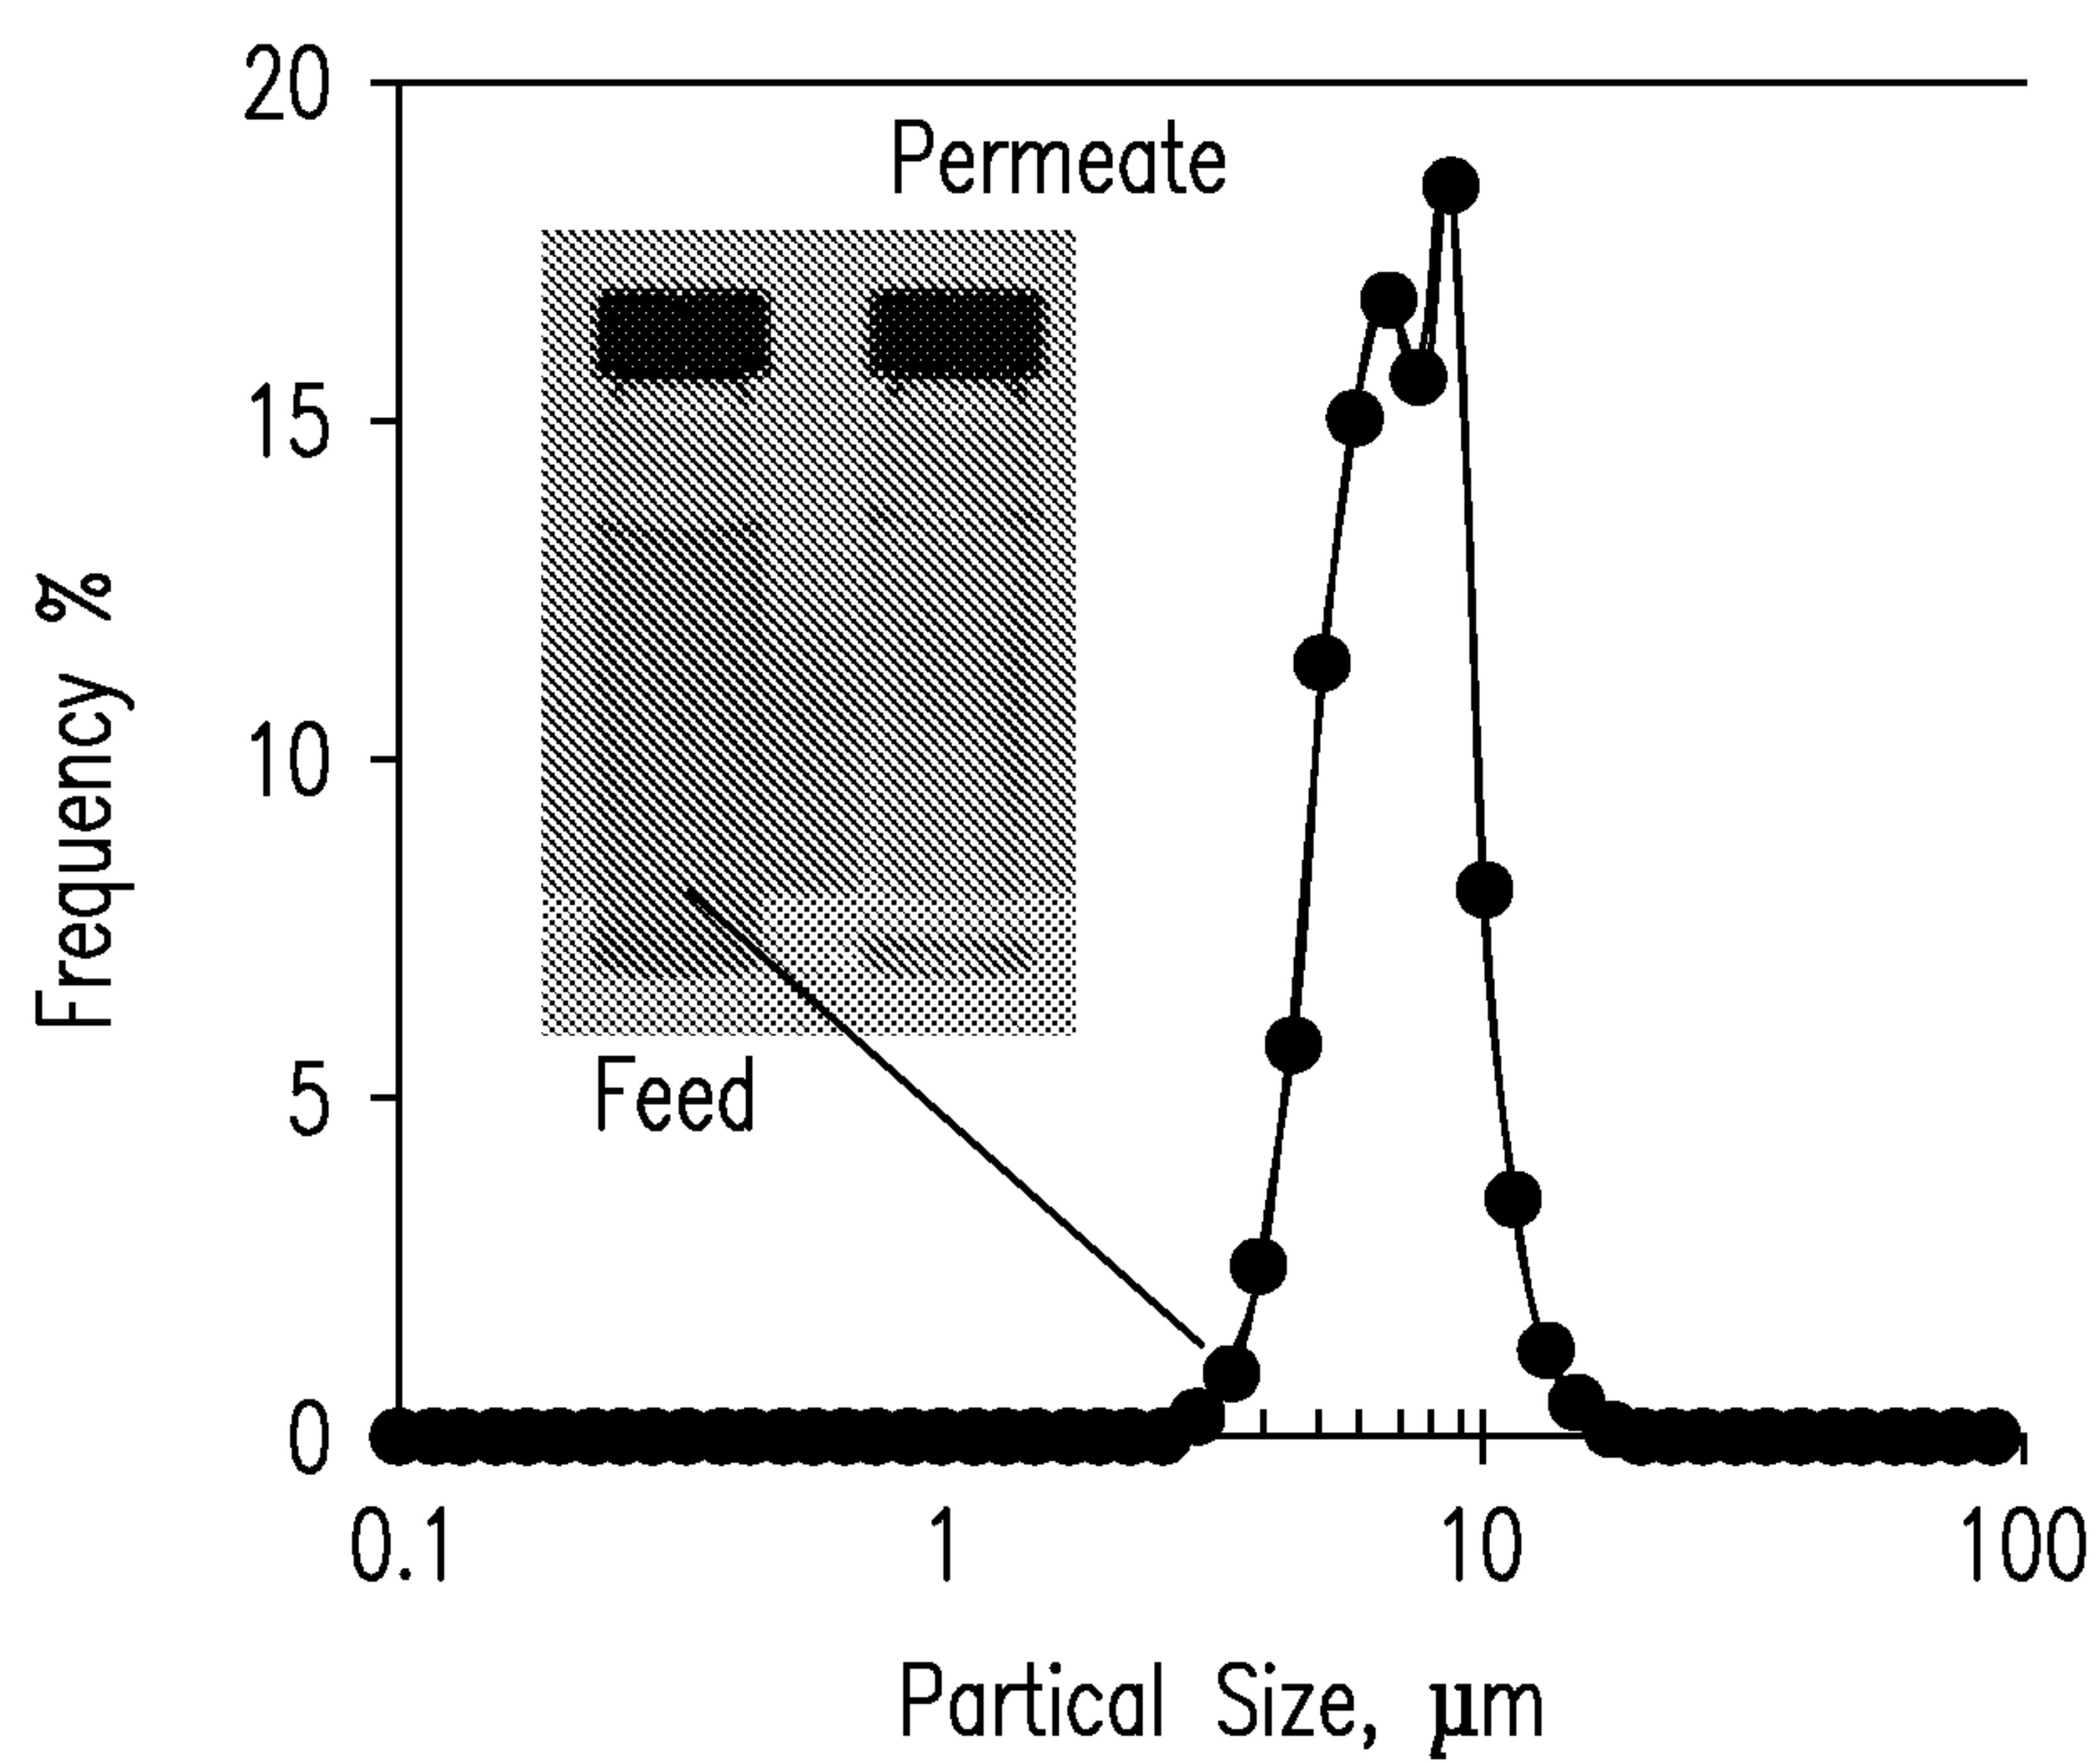 20
Permeate
15
10
5
0
Frequency %
Feed
0.1 1 10 100
Partical Size, µm